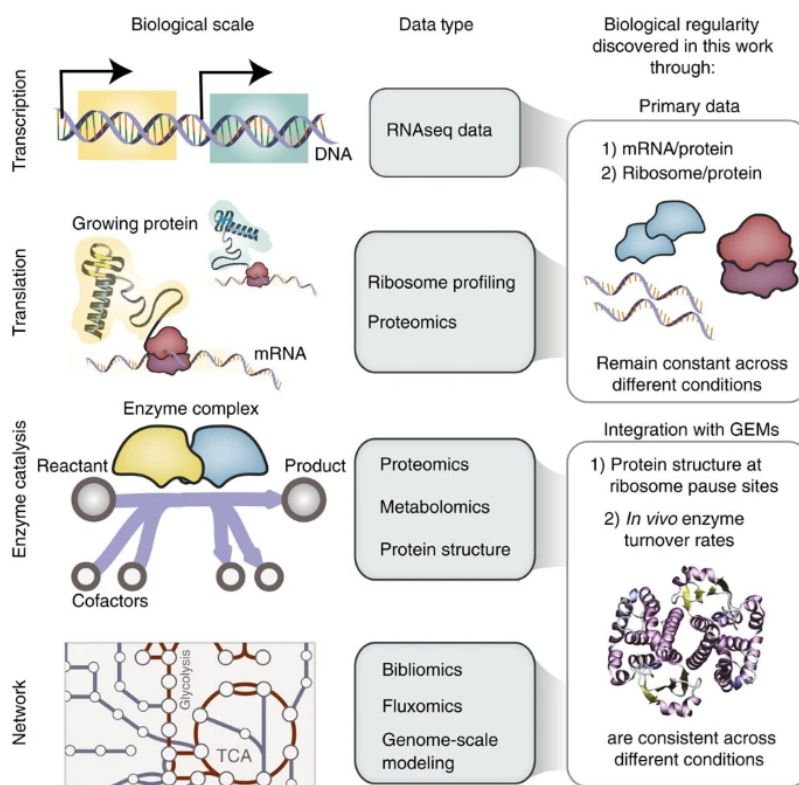 Biological scale
Data type
Biological regularity
discovered in this work
through:
Transcription
DNA
RNAseq data
Primary data
1) mRNA/protein
2) Ribosome/protein
Translation
Growing protein
mRNA
Ribosome profiling
Proteomics
Remain constant across
different conditions
Enzyme catalysis
Enzyme complex
Reactant
Product
Cofactors
Proteomics
Metabolomics
Protein structure
Integration with GEMs
1) Protein structure at
ribosome pause sites
2) In vivo enzyme
turnover rates
Network
Glycolysis
TCA
Bibliomics
Fluxomics
Genome-scale
modeling
are consistent across
different conditions